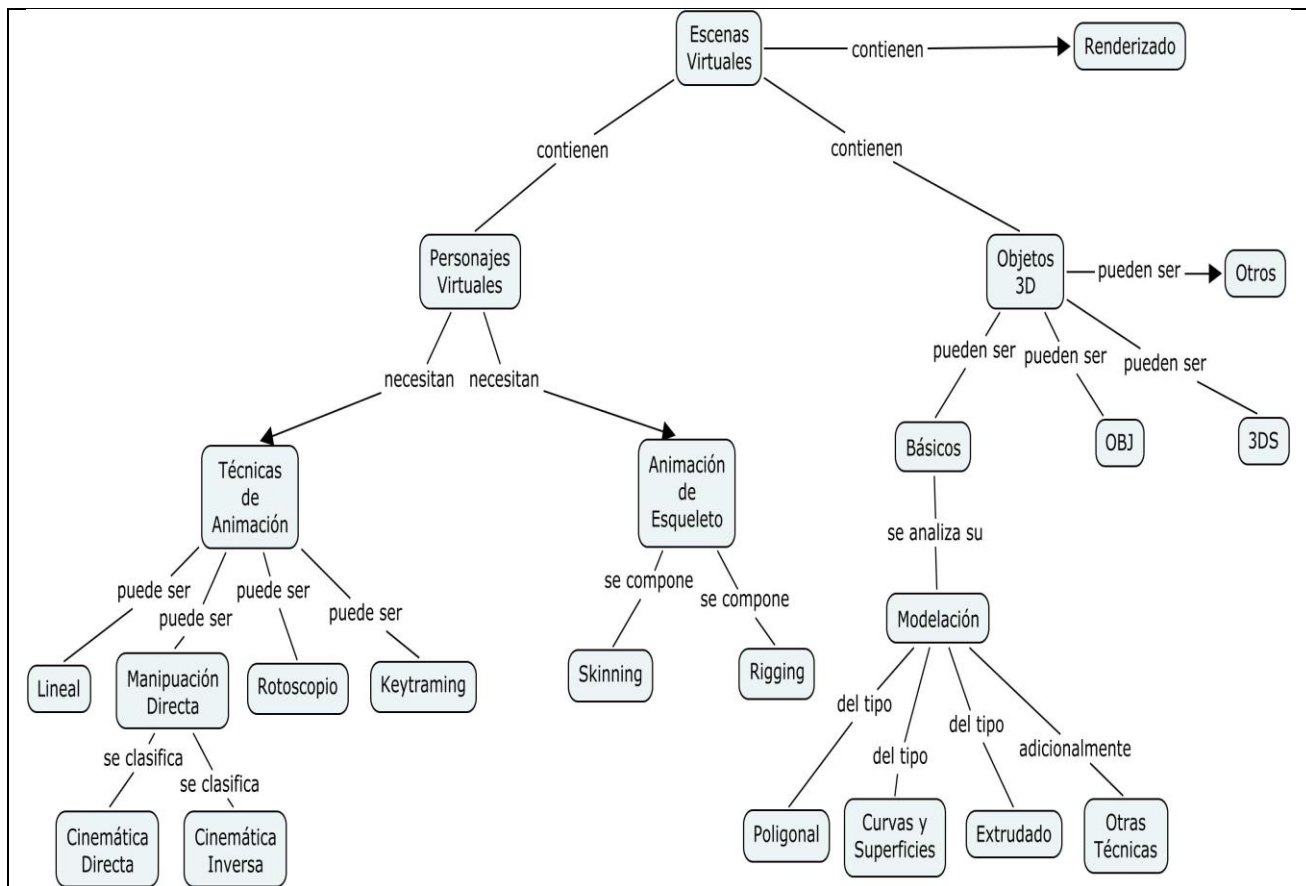 Escenas
Virtuales
contienen
Renderizado
contienen
contienen
Personajes
Virtuales
Objetos
3D
pueden ser
Otros
necesitan
necesitan
pueden ser
pueden ser
pueden ser
Técnicas
de
Animación
Animación
de
Esqueleto
Básicos
OBJ
3DS
puede ser
puede ser
puede ser
puede ser
se compone
se compone
se analiza su
Lineal
Manipuación
Directa
Rotoscopio
Keytraming
Skinning
Rigging
Modelación
se clasifica
se clasifica
del tipo
del tipo
del tipo
adicionalmente
Cinemática
Directa
Cinemática
Inversa
Poligonal
Curvas y
Superficies
Extrudado
Otras
Técnicas